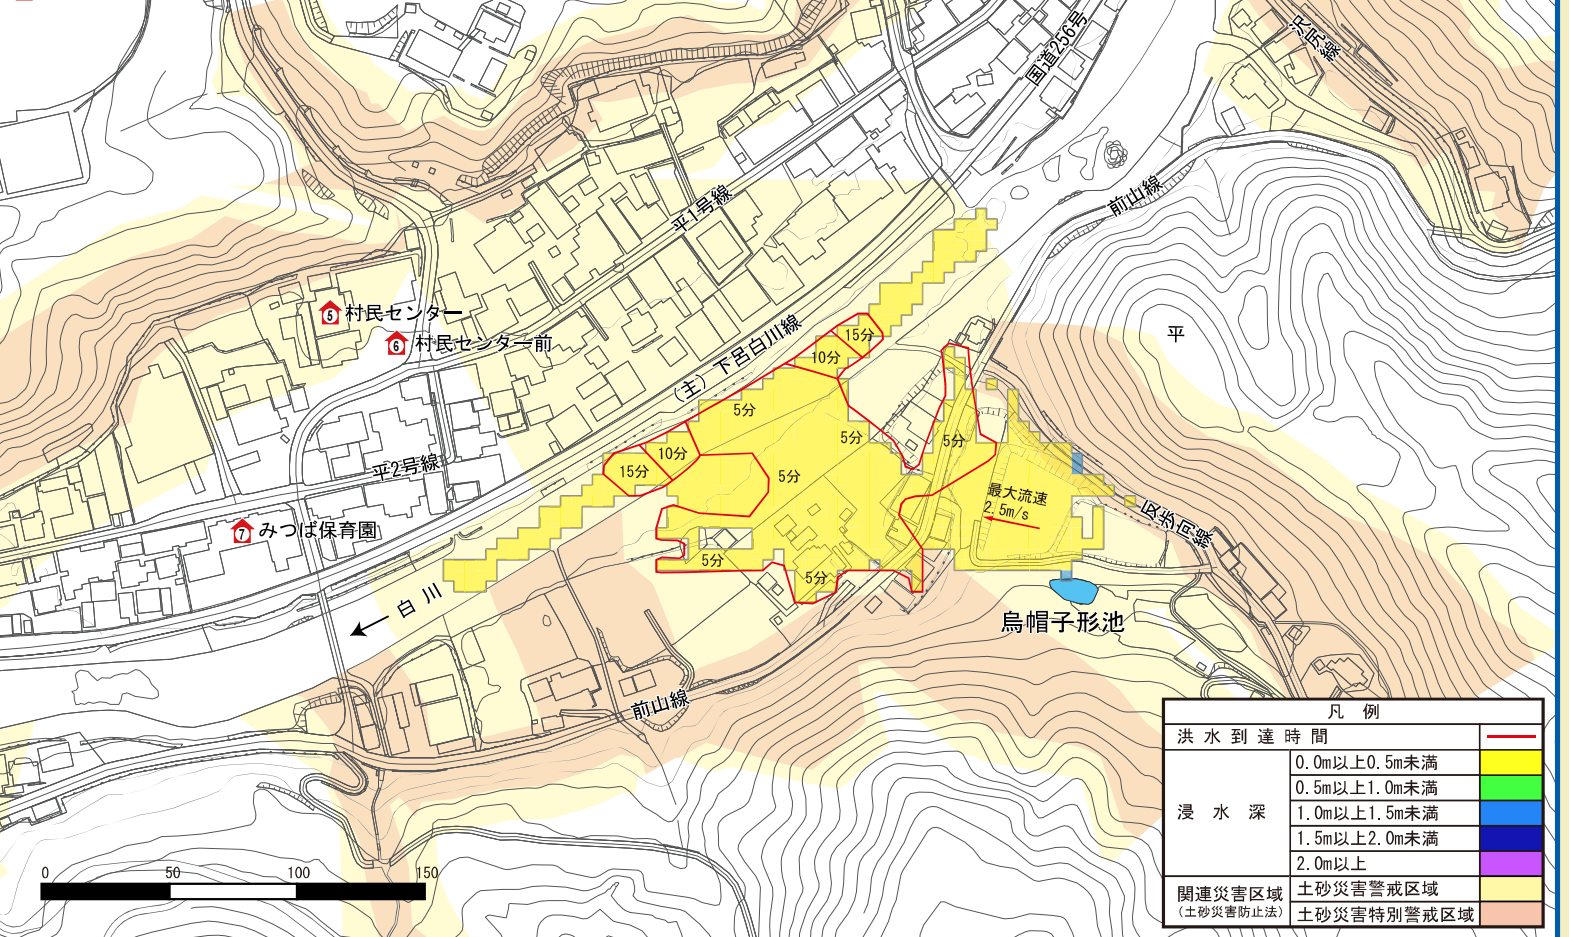 国道256号
沢尻線
前山線
平1号線
平
5 村民センター
6 村民センター前
(主)下呂白川線
15分
10分
5分
5分
10分
15分
5分
5分
平2号線
最大流速
2.5m/s
7 みつば保育園
反歩向線
5分
5分
白川
烏帽子形池
前山線
0 50 100 150
凡例
洪水到達時間
浸水深
0.0m以上0.5m未満
0.5m以上1.0m未満
1.0m以上1.5m未満
1.5m以上2.0m未満
2.0m以上
関連災害区域
(土砂災害防止法)
土砂災害警戒区域
土砂災害特別警戒区域